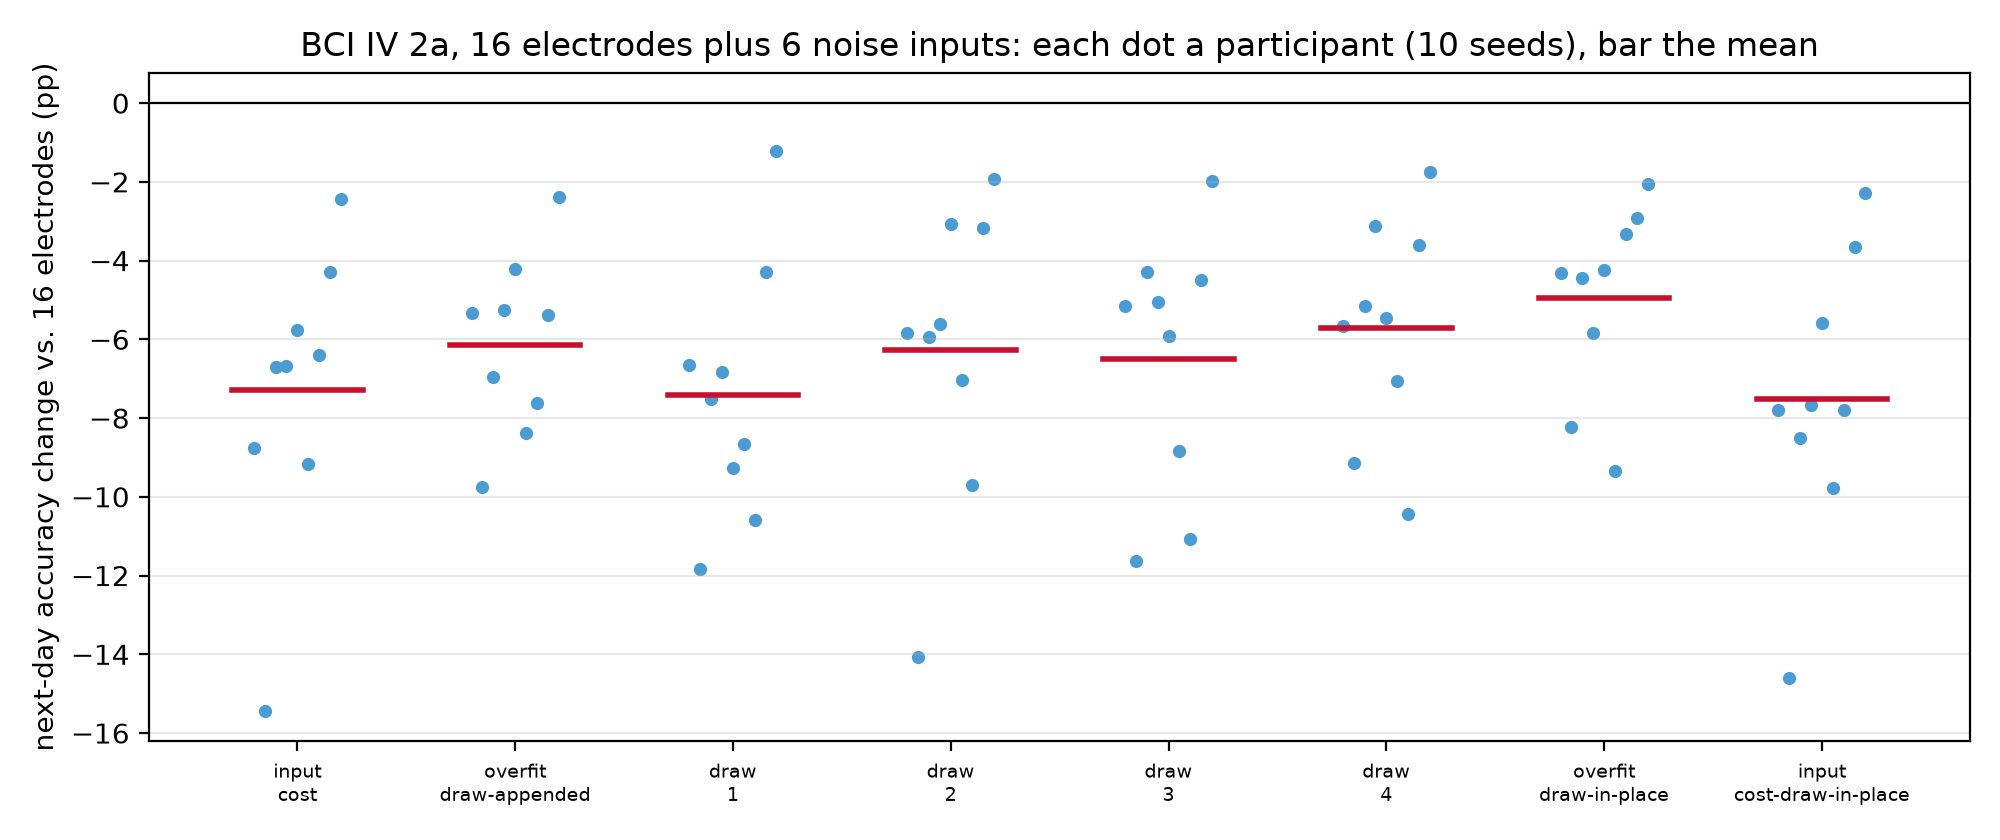 BCI IV 2a, 16 electrodes plus 6 noise inputs: each dot a participant (10 seeds), bar the mean
next-day accuracy change vs. 16 electrodes (pp)
0
−2
−4
−6
−8
−10
−12
−14
−16
input
cost
overfit
draw-appended
draw
1
draw
2
draw
3
draw
4
overfit
draw-in-place
input
cost-draw-in-place